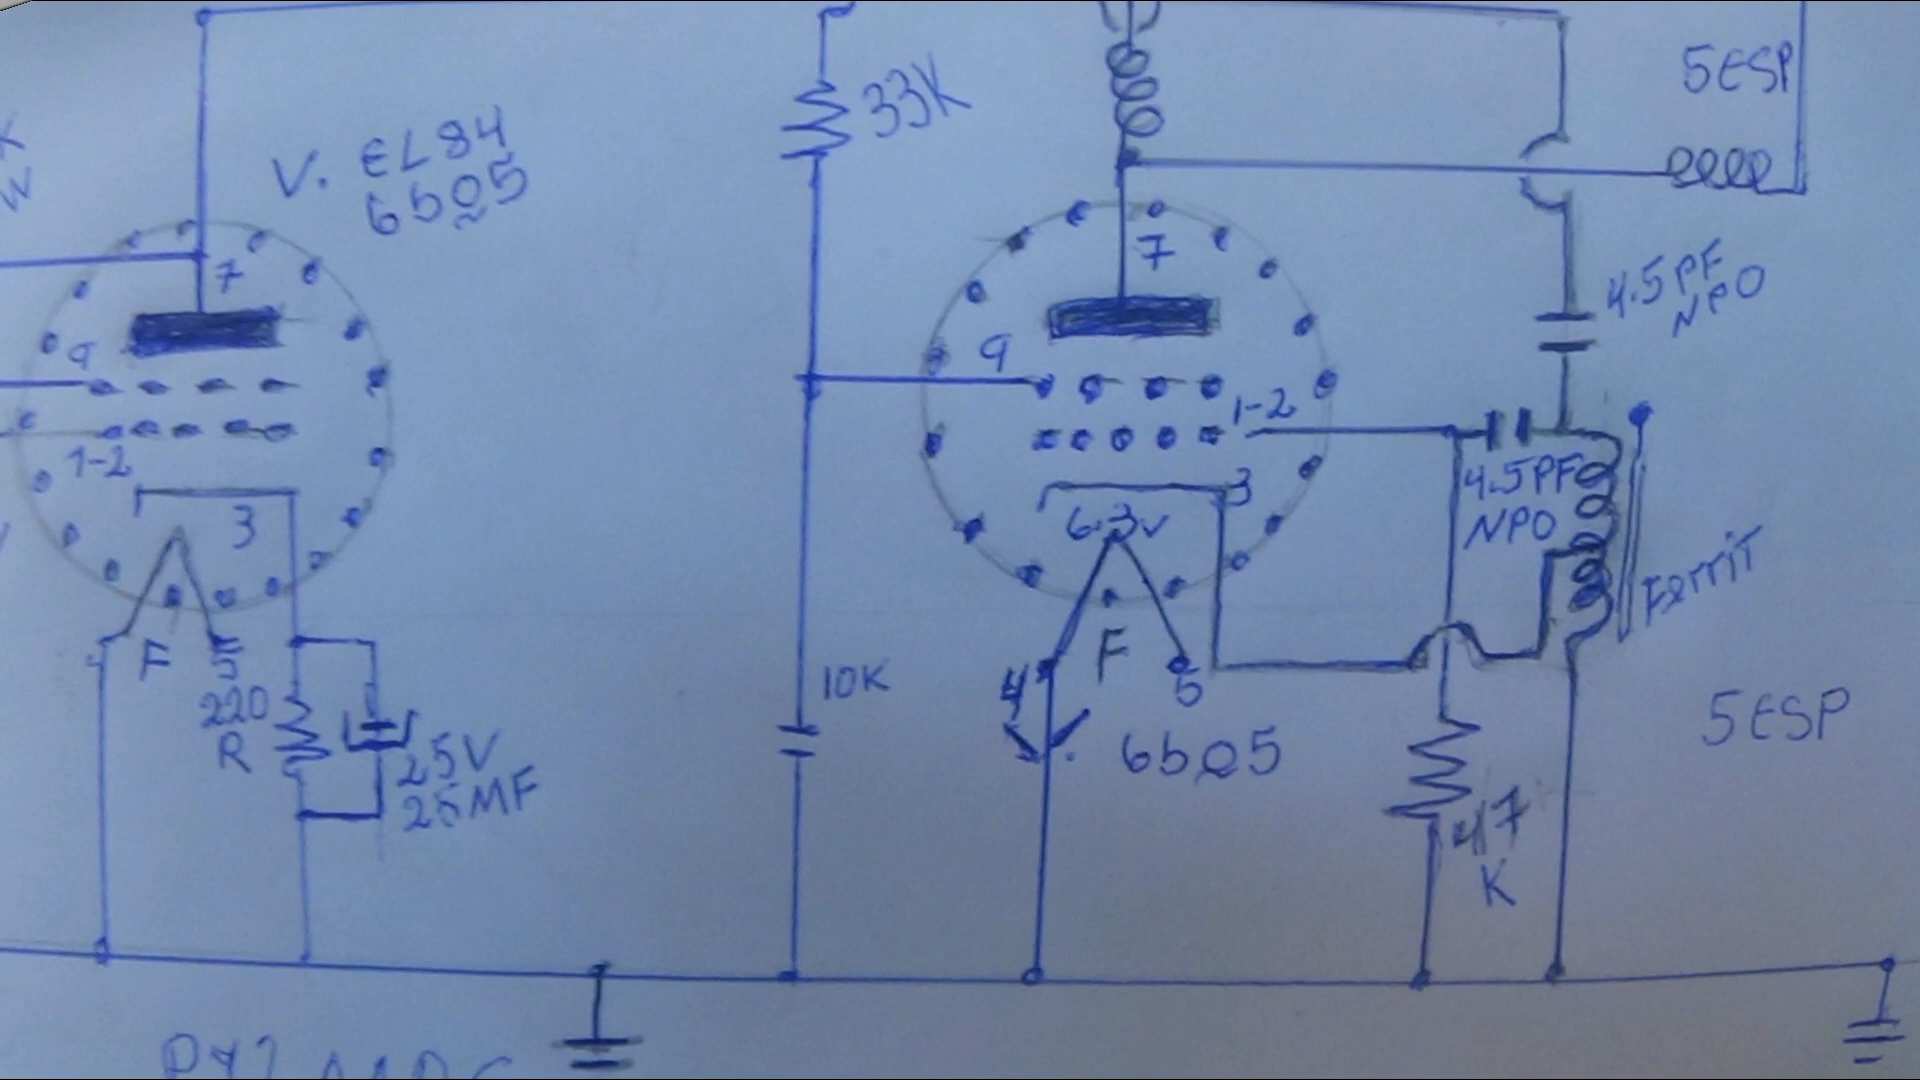 V. EL84
6bQ5
7
9
1-2
3
F
5
220
R
25V
25MF
33K
10K
7
9
1-2
3
6.3v
F
4
5
6bQ5
5ESP
4.5PF
NPO
4.5PF
NPO
Ferrit
47
K
5ESP